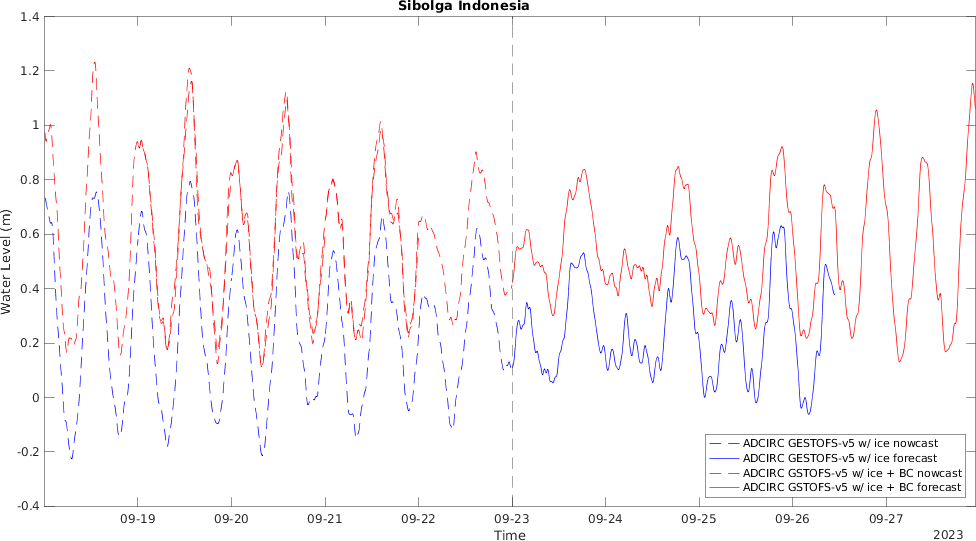 Sibolga Indonesia
1.4
1.2
1
0.8
0.6
0.4
0.2
0
-0.2
-0.4
Water Level (m)
09-19 09-20 09-21 09-22 09-23 09-24 09-25 09-26 09-27
Time
2023
ADCIRC GESTOFS-v5 w/ ice nowcast
ADCIRC GESTOFS-v5 w/ ice forecast
ADCIRC GSTOFS-v5 w/ ice + BC nowcast
ADCIRC GSTOFS-v5 w/ ice + BC forecast